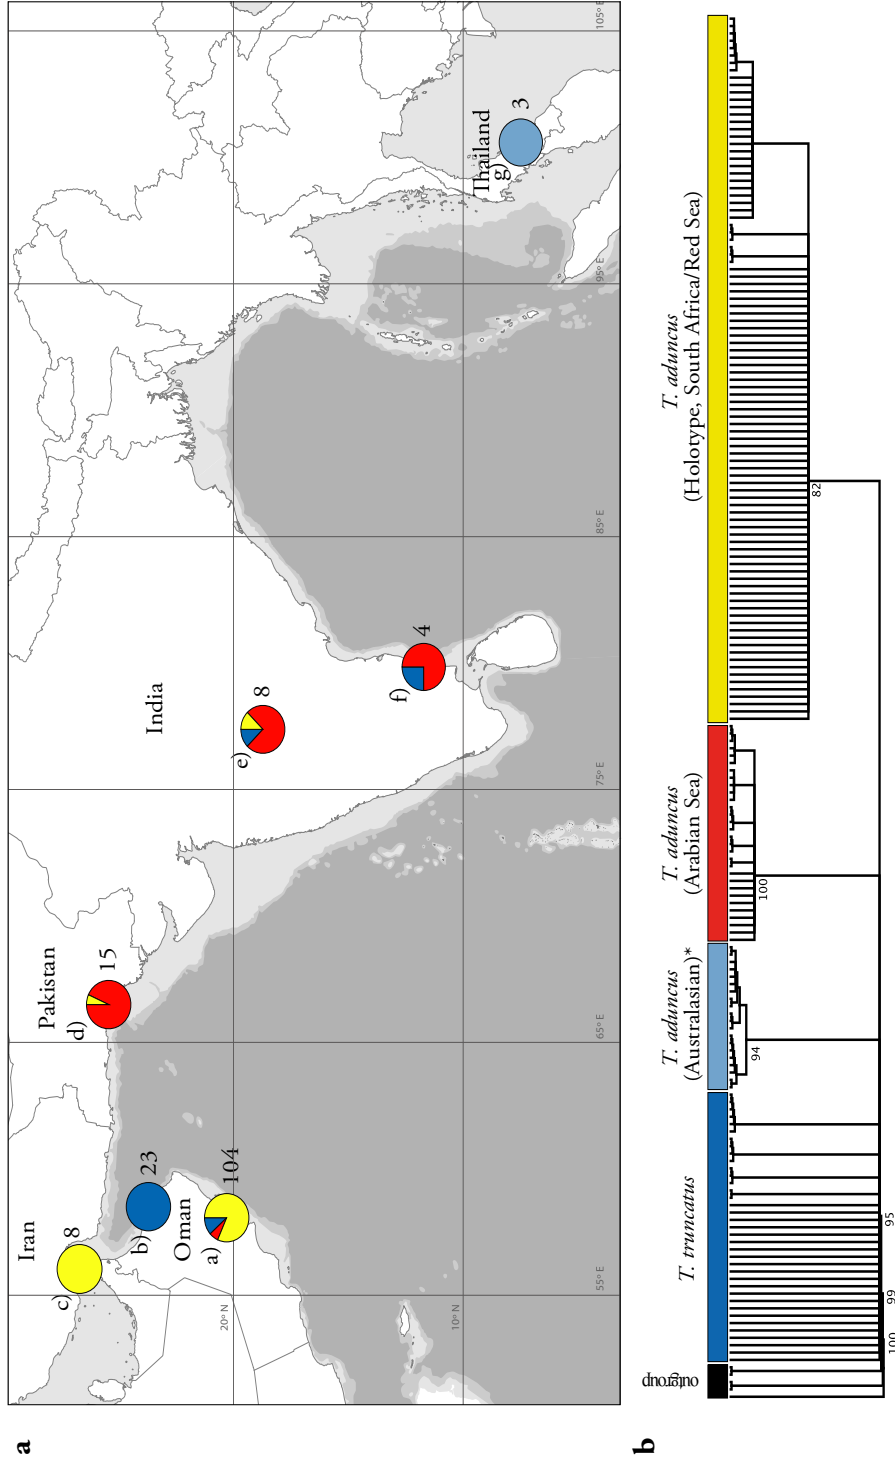 a
Iran
c)
8
b)
23
Oman
a)
104
Pakistan
d)
15
India
e)
8
f)
4
Thailand
g)
3
20° N
10° N
55° E
65° E
75° E
85° E
95° E
105° E
b
outgroup
T. truncatus
T. aduncus
(Australasian)*
T. aduncus
(Arabian Sea)
T. aduncus
(Holotype, South Africa/Red Sea)
100
99
95
94
100
82